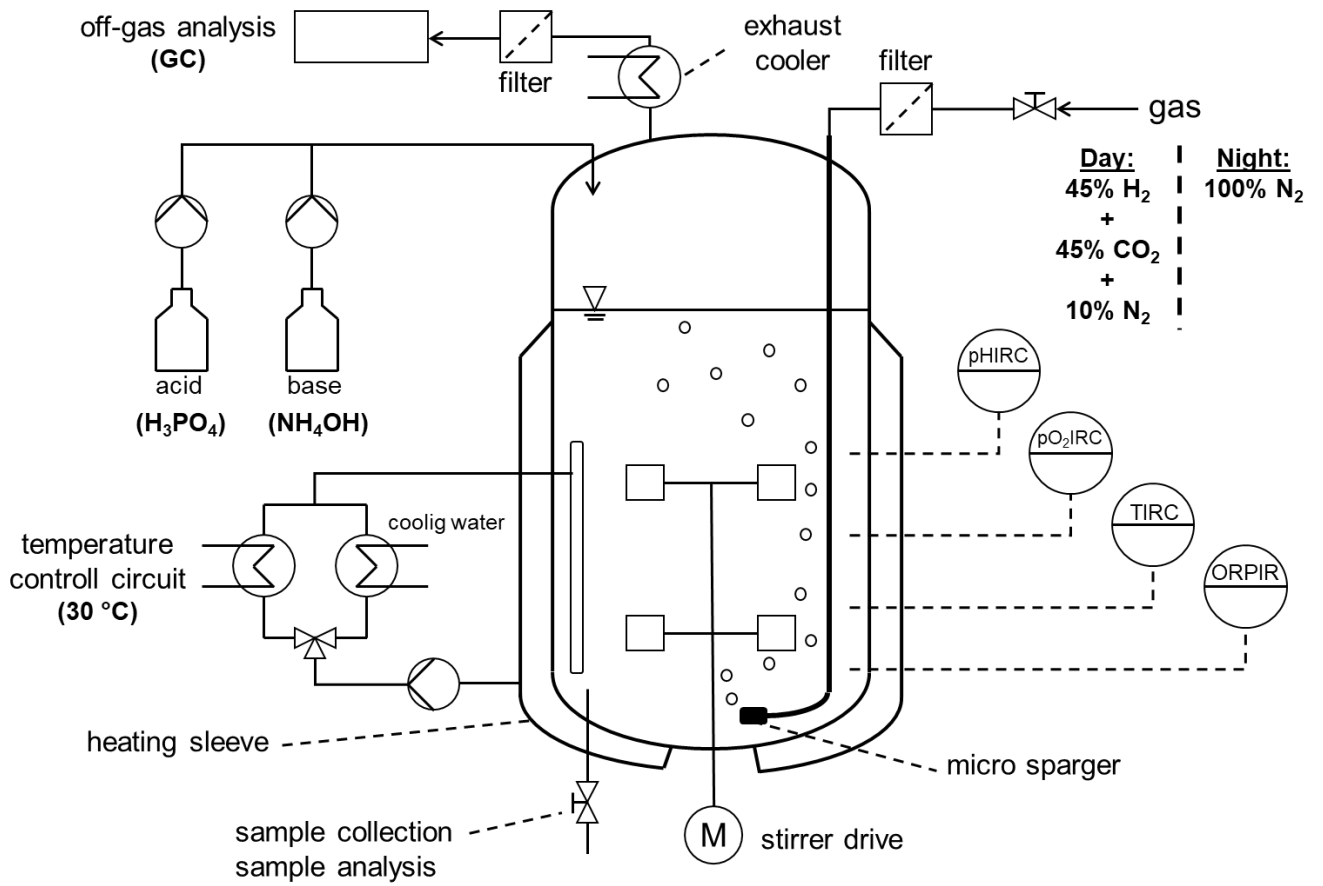 off-gas analysis
(GC)
filter
exhaust
cooler
filter
gas
Day:
45% H₂
+
45% CO₂
+
10% N₂
Night:
100% N₂
acid
(H₃PO₄)
base
(NH₄OH)
pHIRC
pO₂IRC
TIRC
ORPIR
coolig water
temperature
controll circuit
(30 °C)
heating sleeve
micro sparger
sample collection
sample analysis
M
stirrer drive